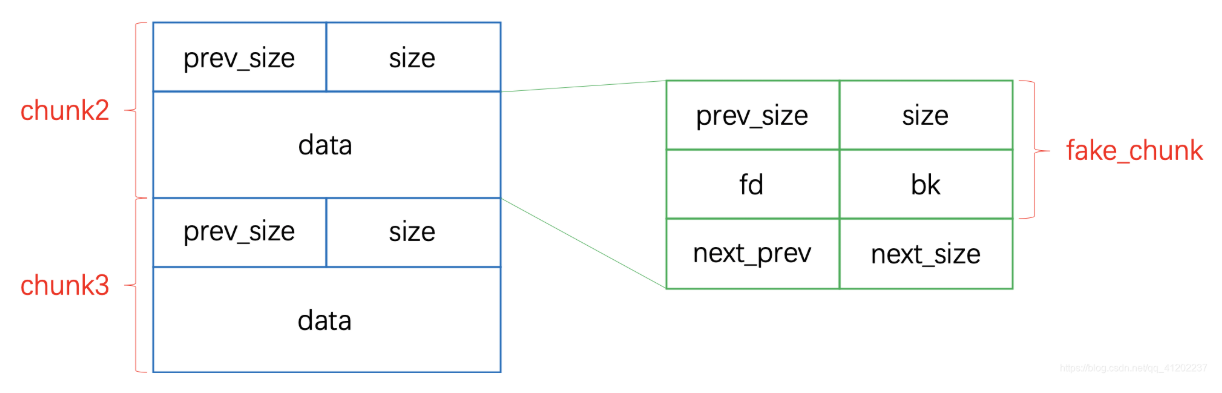 prev_size size
chunk2
data
prev_size size
chunk3
data
prev_size size
fd bk
fake_chunk
next_prev next_size
https://blog.csdn.net/qq_41202237